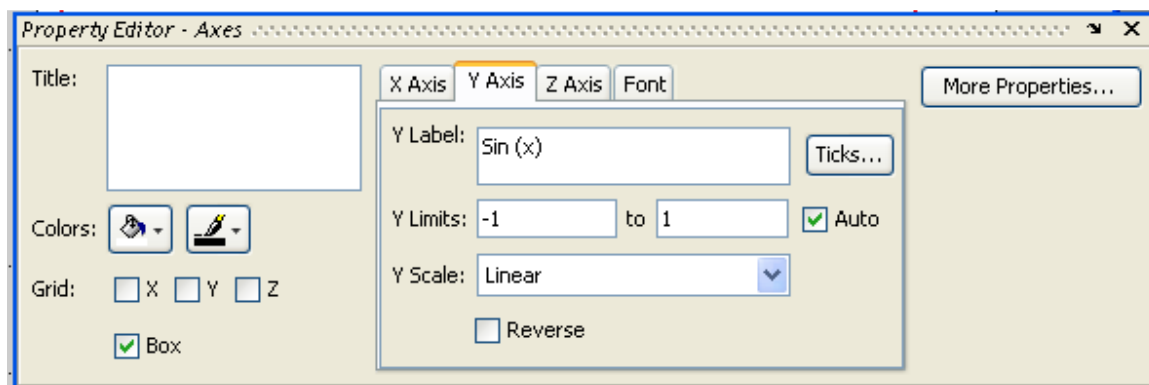 Property Editor - Axes
Title:
X Axis Y Axis Z Axis Font
More Properties...
Y Label: Sin (x)
Ticks...
Colors:
Y Limits: -1 to 1 Auto
Grid: X Y Z
Y Scale: Linear
Box
Reverse